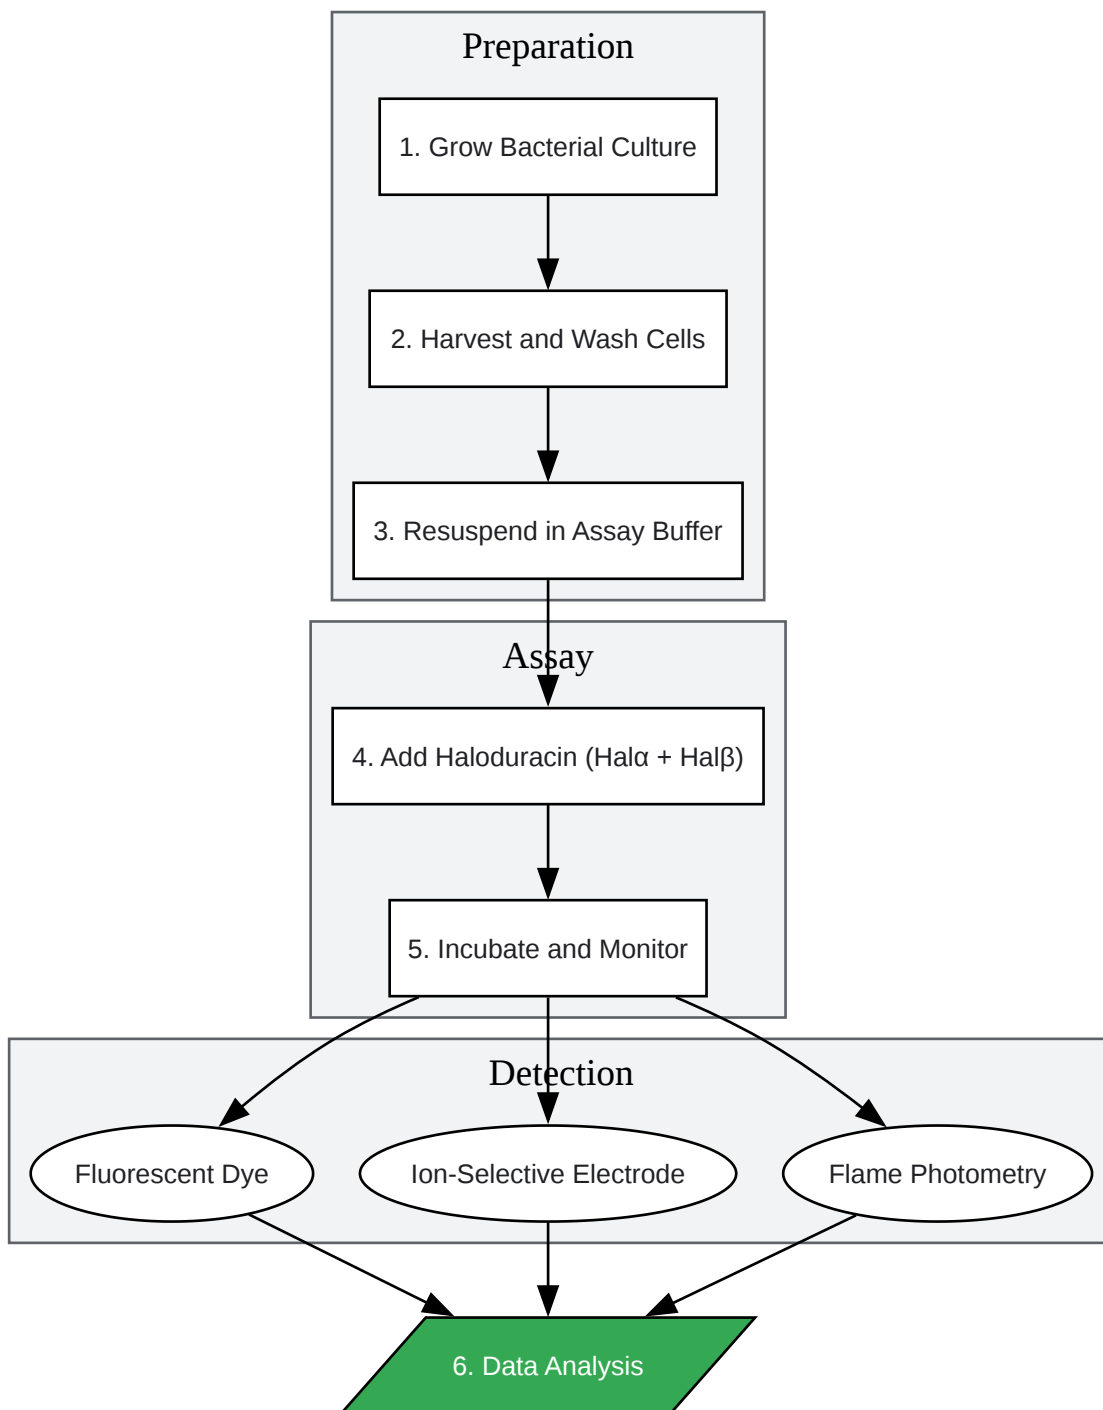 Preparation
1. Grow Bacterial Culture
2. Harvest and Wash Cells
3. Resuspend in Assay Buffer
Assay
4. Add Haloduracin (Halα + Halβ)
5. Incubate and Monitor
Detection
Fluorescent Dye
Ion-Selective Electrode
Flame Photometry
6. Data Analysis